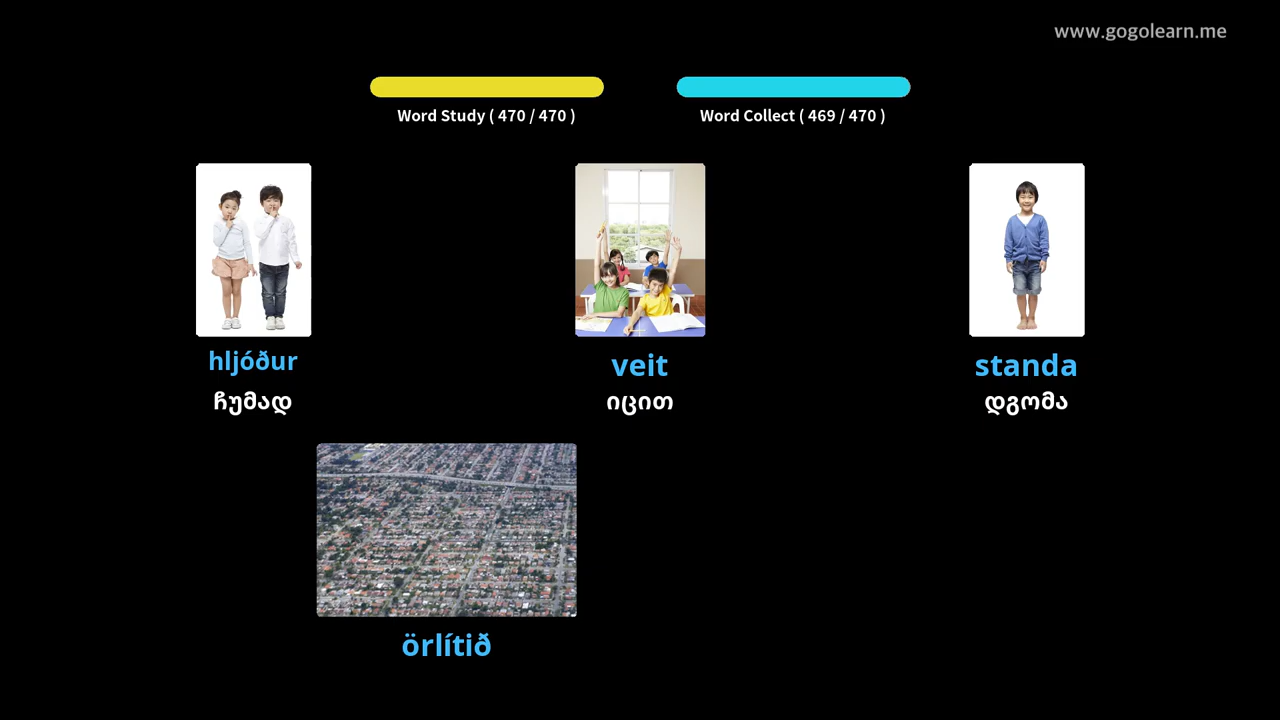 www.gogolearn.me
Word Study ( 470 / 470 )
Word Collect ( 469 / 470 )
hljóður
veit
standa
ჩუმად
იცით
დგომა
örlítið